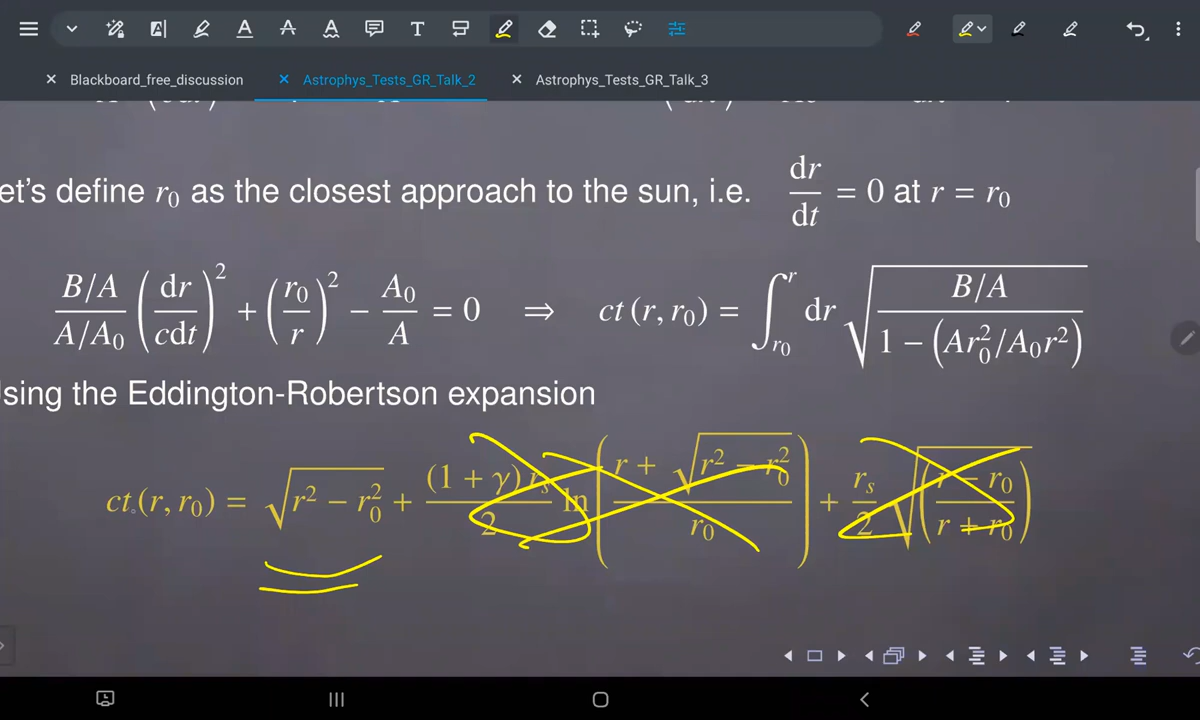 Blackboard_free_discussion Astrophys_Tests_GR_Talk_2 Astrophys_Tests_GR_Talk_3
et's define r₀ as the closest approach to the sun, i.e. dr/dt = 0 at r = r₀
B/A / A/A₀ (dr/cdt)² + (r₀/r)² − A₀/A = 0 ⇒ ct (r, r₀) = ∫_{r₀}^{r} dr √( B/A / 1 − (Ar₀²/A₀r²) )
sing the Eddington-Robertson expansion
ct (r, r₀) = √(r² − r₀²) + (1 + γ) rₛ / 2 ln ( r + √(r² − r₀²) / r₀ ) + rₛ/2 √( r − r₀ / r + r₀ )